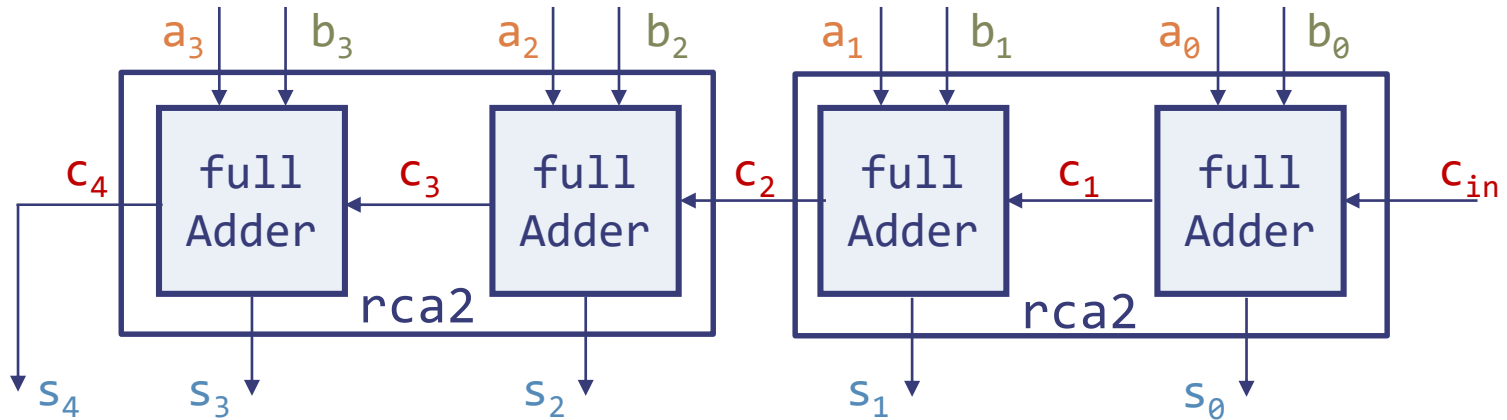 a₃ b₃ a₂ b₂ a₁ b₁ a₀ b₀
c₄ full Adder c₃ full Adder c₂ full Adder c₁ full Adder c_in
rca2 rca2
s₄ s₃ s₂ s₁ s₀